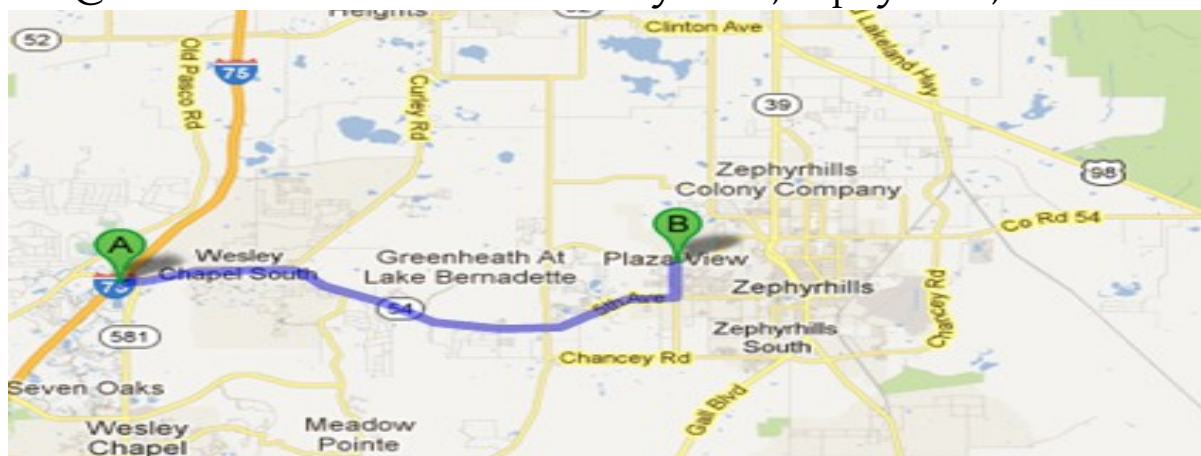 Heights
52
Clinton Ave
Old Pasco Rd
75
Curley Rd
39
Lakeland Hwy
98
Zephyrhills
Colony Company
Co Rd 54
A
B
Wesley
Chapel South
Greenheath At
Lake Bernadette
Plaza View
75
54
5th Ave
Zephyrhills
581
Chancey Rd
Zephyrhills
South
Chancey Rd
Seven Oaks
Gall Blvd
Wesley
Chapel
Meadow
Pointe